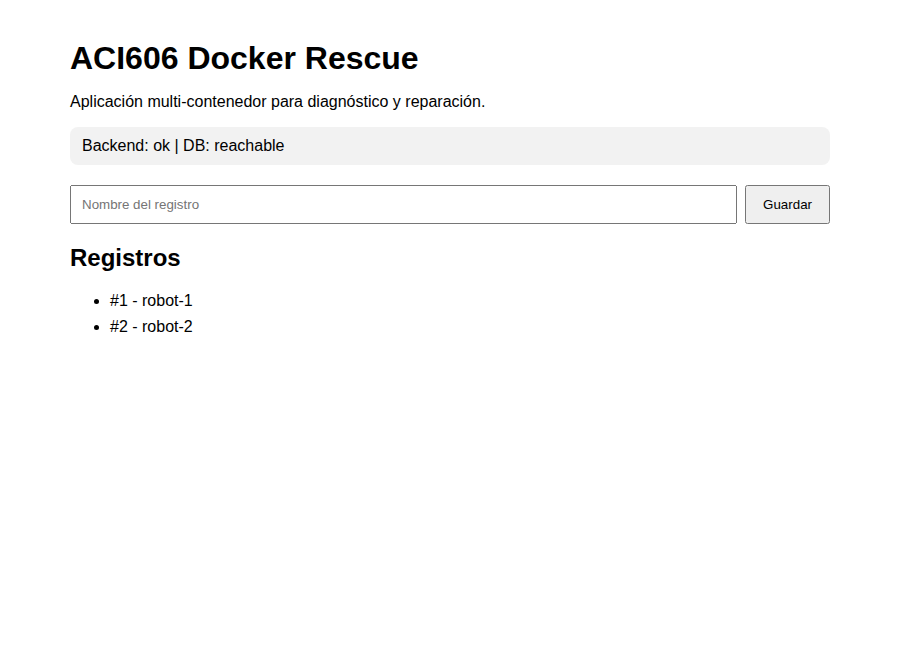 ACI606 Docker Rescue
Aplicación multi-contenedor para diagnóstico y reparación.
Backend: ok | DB: reachable
Nombre del registro
Guardar
Registros
#1 - robot-1
#2 - robot-2